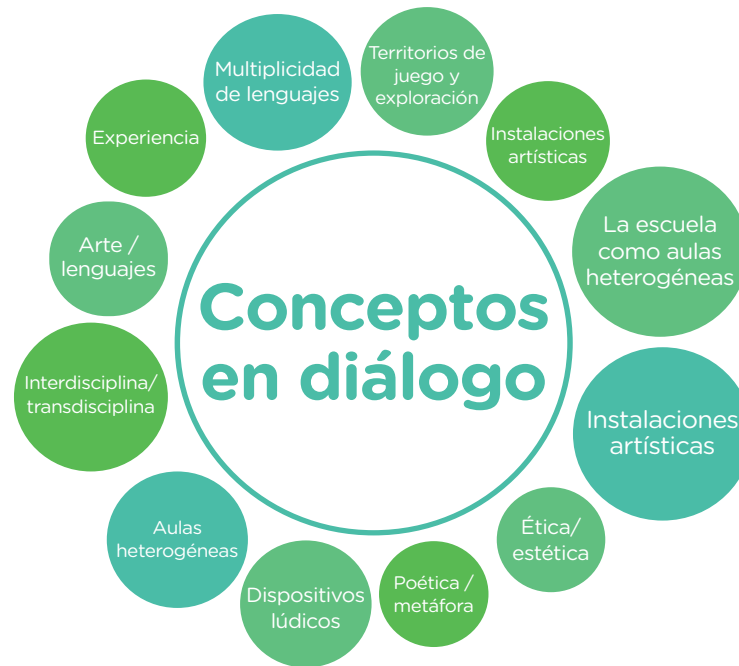 Multiplicidad
de lenguajes
Territorios de
juego y
exploración
Instalaciones
artísticas
La escuela
como aulas
heterogéneas
Instalaciones
artísticas
Ética/
estética
Poética /
metáfora
Dispositivos
lúdicos
Aulas
heterogéneas
Interdisciplina/
transdisciplina
Arte /
lenguajes
Experiencia
Conceptos
en diálogo